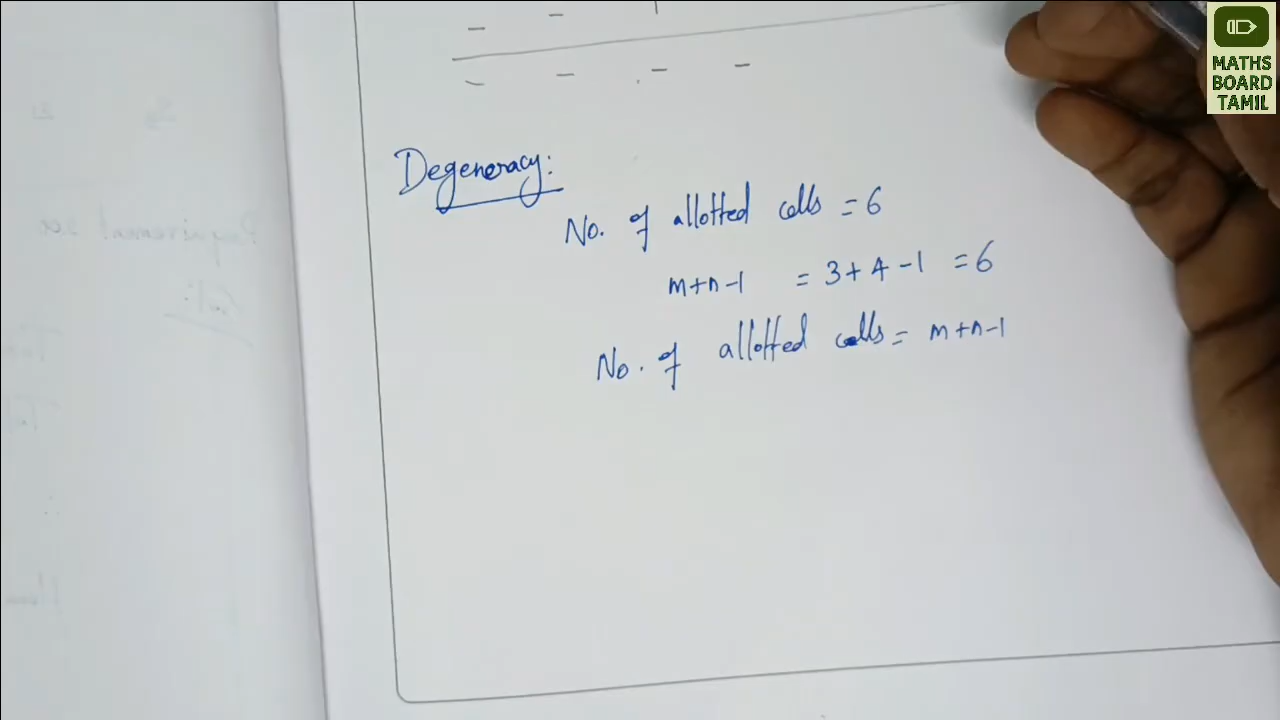 MATHS
BOARD
TAMIL
Degeneracy:
No. of allotted cells = 6
m+n-1 = 3+4-1 = 6
No. of allotted cells = m+n-1